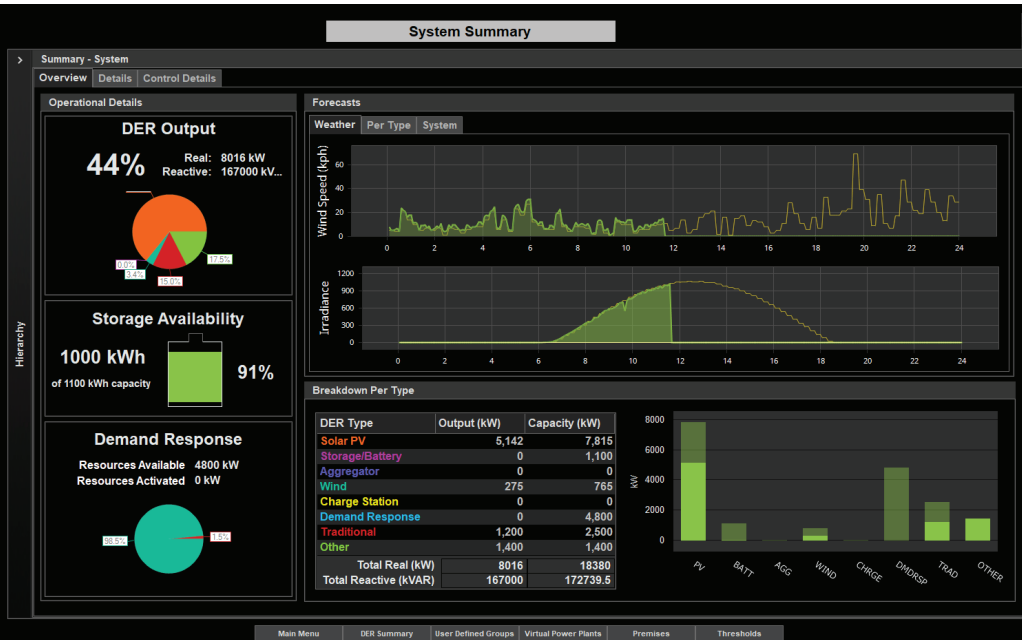 System Summary
Summary - System
Overview Details Control Details
Hierarchy
Operational Details
DER Output
44%
Real: 8016 kW
Reactive: 167000 kV...
17.5%
0.0%
3.4%
15.0%
Storage Availability
1000 kWh
of 1100 kWh capacity
91%
Demand Response
Resources Available 4800 kW
Resources Activated 0 kW
98.5%
1.5%
Forecasts
Weather Per Type System
Wind Speed (kph)
60
40
20
0
0 2 4 6 8 10 12 14 16 18 20 22 24
Irradiance
1200
900
600
300
0
0 2 4 6 8 10 12 14 16 18 20 22 24
Breakdown Per Type
DER Type Output (kW) Capacity (kW)
Solar PV 5,142 7,815
Storage/Battery 0 1,100
Aggregator 0 0
Wind 275 765
Charge Station 0 0
Demand Response 0 4,800
Traditional 1,200 2,500
Other 1,400 1,400
Total Real (kW) 8016 18380
Total Reactive (kVAR) 167000 172739.5
kW
8000
6000
4000
2000
0
PV BATT AGG WIND CHRGE DMDRSP TRAD OTHER
Main Menu DER Summary User Defined Groups Virtual Power Plants Premises Thresholds